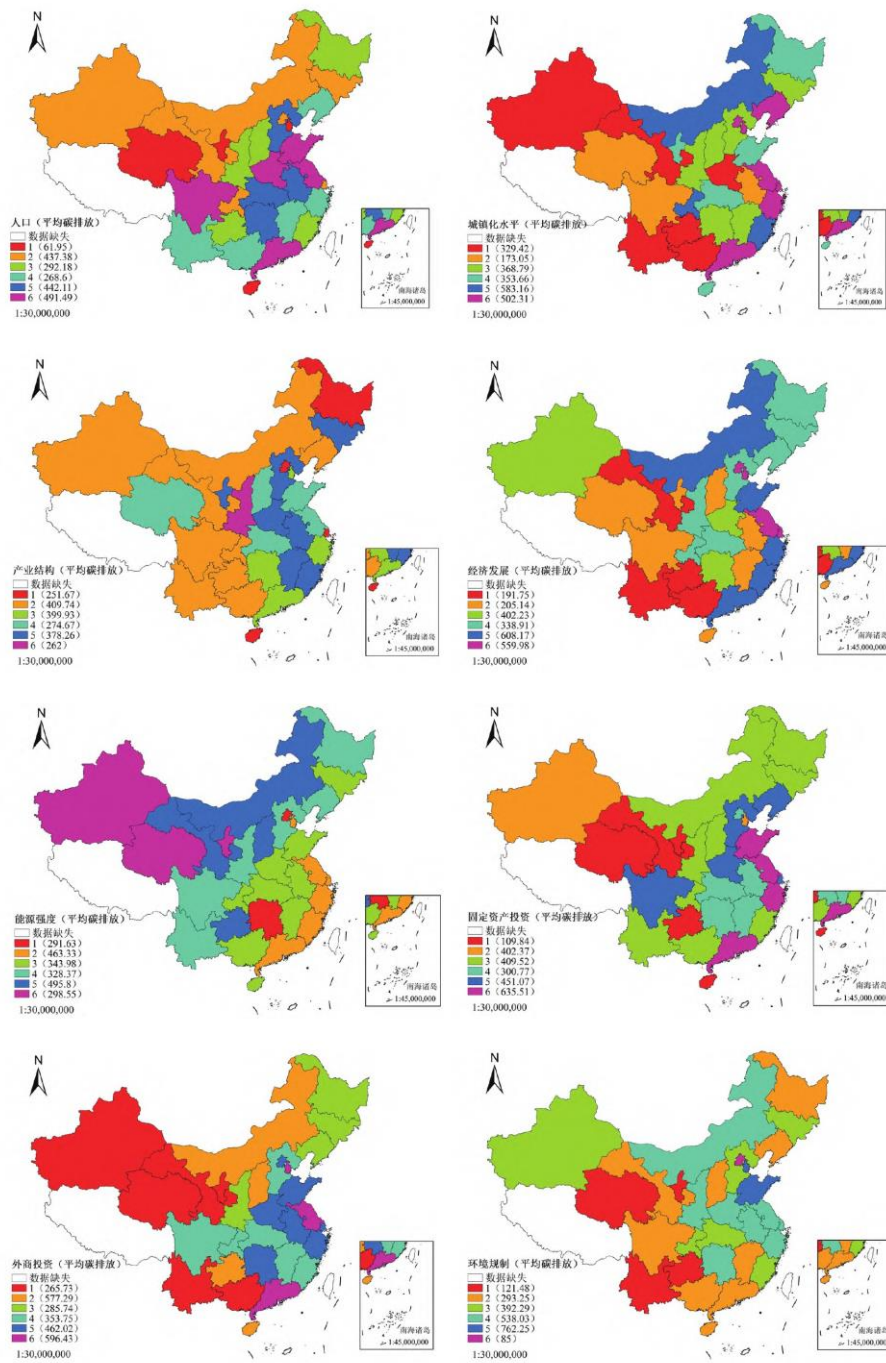 N
人口（平均碳排放）
数据缺失
1（61.95）
2（437.38）
3（292.18）
4（268.6）
5（442.11）
6（491.49）
1:30,000,000
南海诸岛
1:45,000,000
城镇化水平（平均碳排放）
数据缺失
1（329.42）
2（173.05）
3（368.79）
4（353.66）
5（583.16）
6（502.31）
1:30,000,000
南海诸岛
1:45,000,000
N
N
产业结构（平均碳排放）
数据缺失
1（251.67）
2（409.74）
3（399.93）
4（274.67）
5（378.26）
6（262）
1:30,000,000
南海诸岛
1:45,000,000
N
经济发展（平均碳排放）
数据缺失
1（191.75）
2（205.14）
3（402.23）
4（338.91）
5（608.17）
6（559.98）
1:30,000,000
南海诸岛
1:45,000,000
N
能源强度（平均碳排放）
数据缺失
1（291.63）
2（463.33）
3（343.98）
4（328.37）
5（495.8）
6（298.55）
1:30,000,000
南海诸岛
1:45,000,000
N
固定资产投资（平均碳排放）
数据缺失
1（109.84）
2（402.37）
3（409.52）
4（300.77）
5（451.07）
6（635.51）
1:30,000,000
南海诸岛
1:45,000,000
N
外商投资（平均碳排放）
数据缺失
1（265.73）
2（577.29）
3（285.74）
4（353.75）
5（462.02）
6（596.43）
1:30,000,000
南海诸岛
1:45,000,000
N
环境规制（平均碳排放）
数据缺失
1（121.48）
2（293.25）
3（392.29）
4（538.03）
5（762.25）
6（85）
1:30,000,000
南海诸岛
1:45,000,000